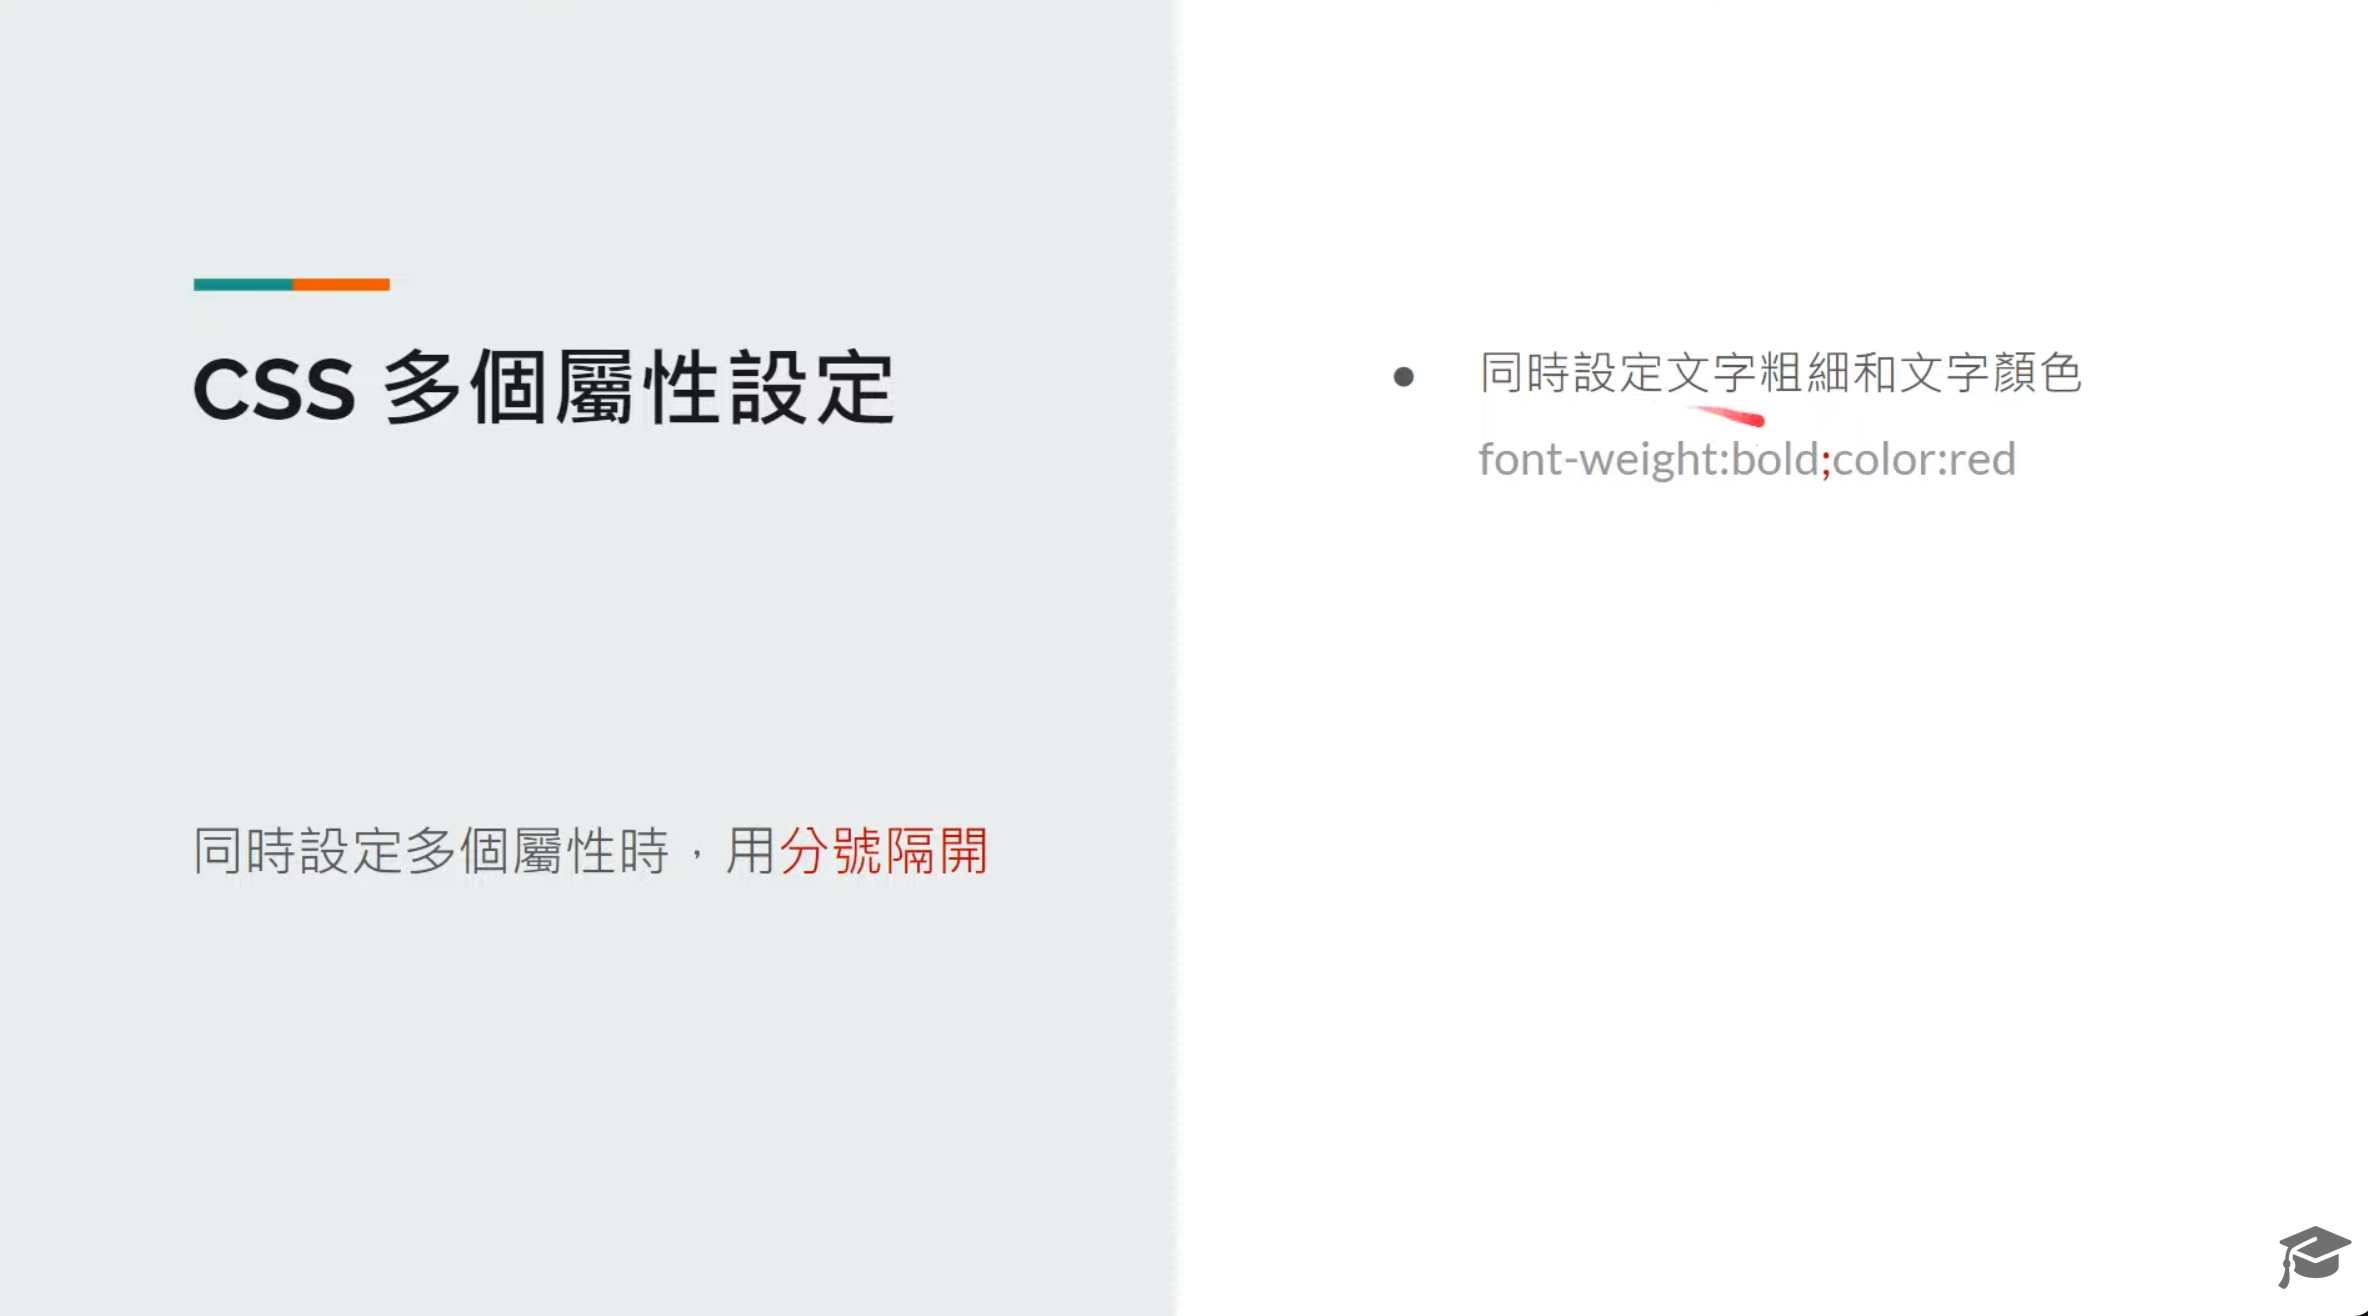 CSS 多個屬性設定
同時設定多個屬性時，用分號隔開
● 同時設定文字粗細和文字顏色
font-weight:bold;color:red